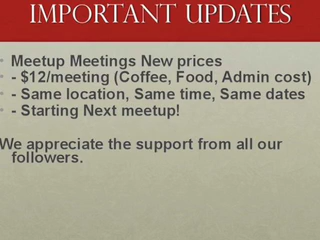 IMPORTANT UPDATES
• Meetup Meetings New prices
• - $12/meeting (Coffee, Food, Admin cost)
• - Same location, Same time, Same dates
• - Starting Next meetup!
We appreciate the support from all our
followers.